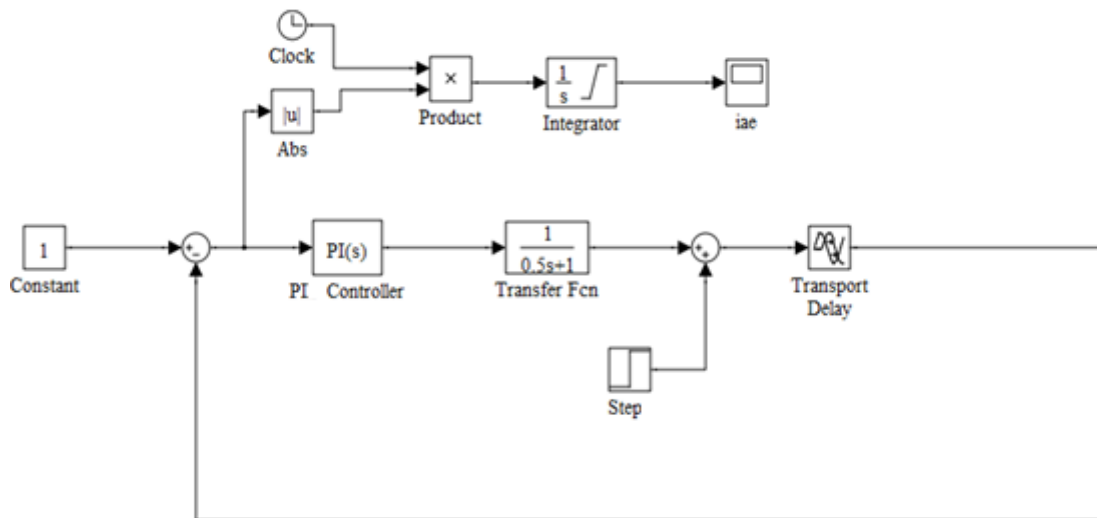 Clock
×
Product
1
s
Integrator
iae
|u|
Abs
1
Constant
+
−
PI(s)
PI Controller
1
0.5s+1
Transfer Fcn
+
+
Transport
Delay
Step